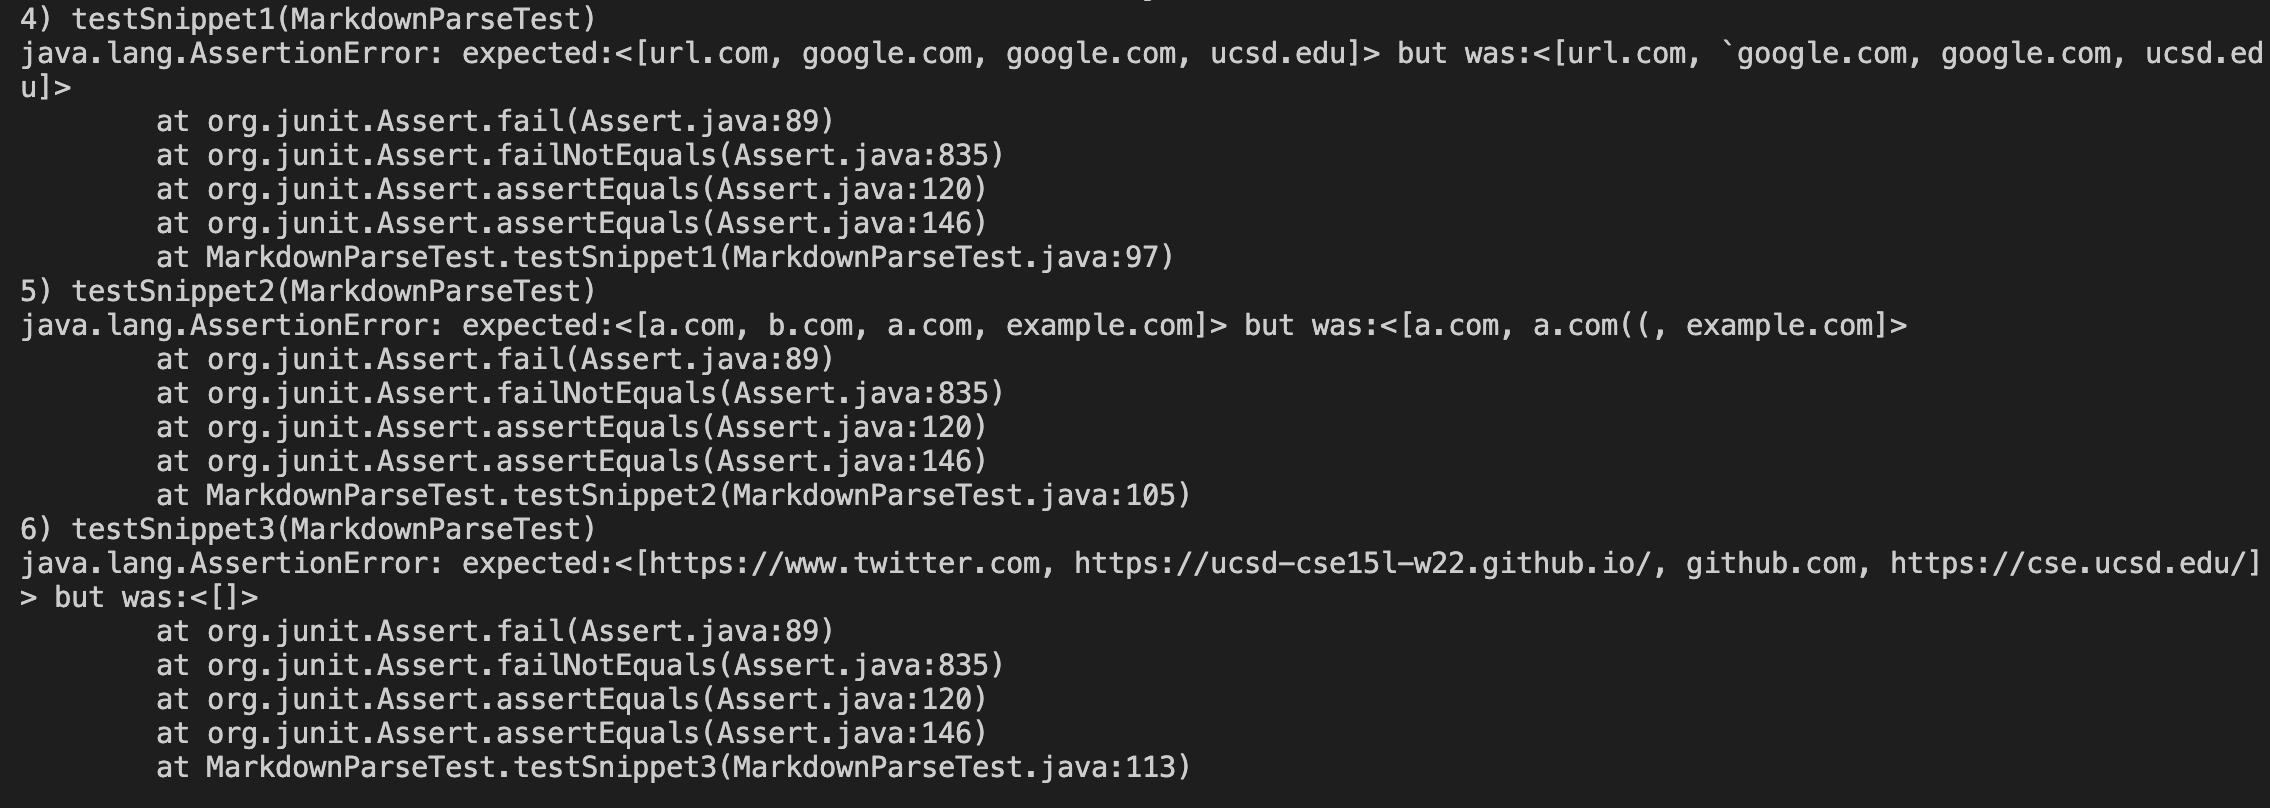 4) testSnippet1(MarkdownParseTest)
java.lang.AssertionError: expected:<[url.com, google.com, google.com, ucsd.edu]> but was:<[url.com, `google.com, google.com, ucsd.ed
u]>
        at org.junit.Assert.fail(Assert.java:89)
        at org.junit.Assert.failNotEquals(Assert.java:835)
        at org.junit.Assert.assertEquals(Assert.java:120)
        at org.junit.Assert.assertEquals(Assert.java:146)
        at MarkdownParseTest.testSnippet1(MarkdownParseTest.java:97)
5) testSnippet2(MarkdownParseTest)
java.lang.AssertionError: expected:<[a.com, b.com, a.com, example.com]> but was:<[a.com, a.com((, example.com]>
        at org.junit.Assert.fail(Assert.java:89)
        at org.junit.Assert.failNotEquals(Assert.java:835)
        at org.junit.Assert.assertEquals(Assert.java:120)
        at org.junit.Assert.assertEquals(Assert.java:146)
        at MarkdownParseTest.testSnippet2(MarkdownParseTest.java:105)
6) testSnippet3(MarkdownParseTest)
java.lang.AssertionError: expected:<[https://www.twitter.com, https://ucsd-cse15l-w22.github.io/, github.com, https://cse.ucsd.edu/]
> but was:<[]>
        at org.junit.Assert.fail(Assert.java:89)
        at org.junit.Assert.failNotEquals(Assert.java:835)
        at org.junit.Assert.assertEquals(Assert.java:120)
        at org.junit.Assert.assertEquals(Assert.java:146)
        at MarkdownParseTest.testSnippet3(MarkdownParseTest.java:113)